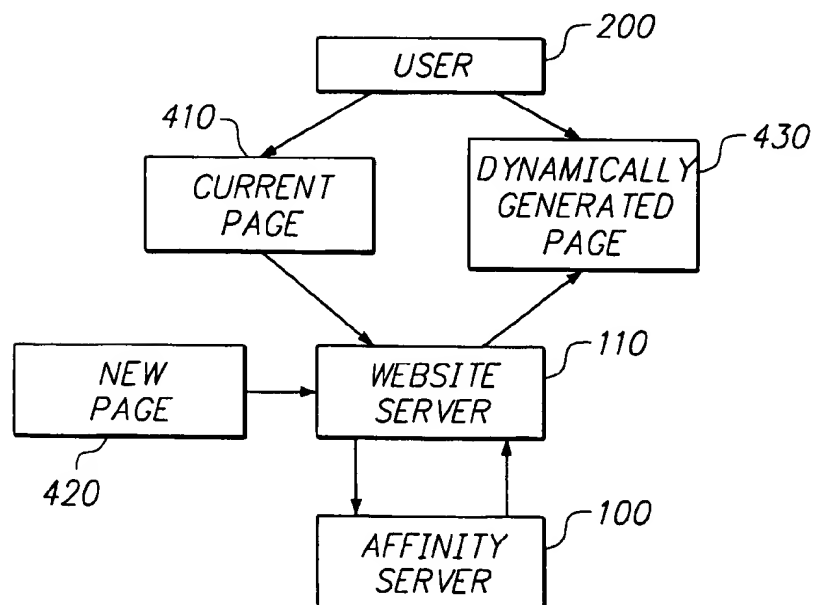 200
USER
410
430
CURRENT
PAGE
DYNAMICALLY
GENERATED
PAGE
110
NEW
PAGE
WEBSITE
SERVER
420
100
AFFINITY
SERVER